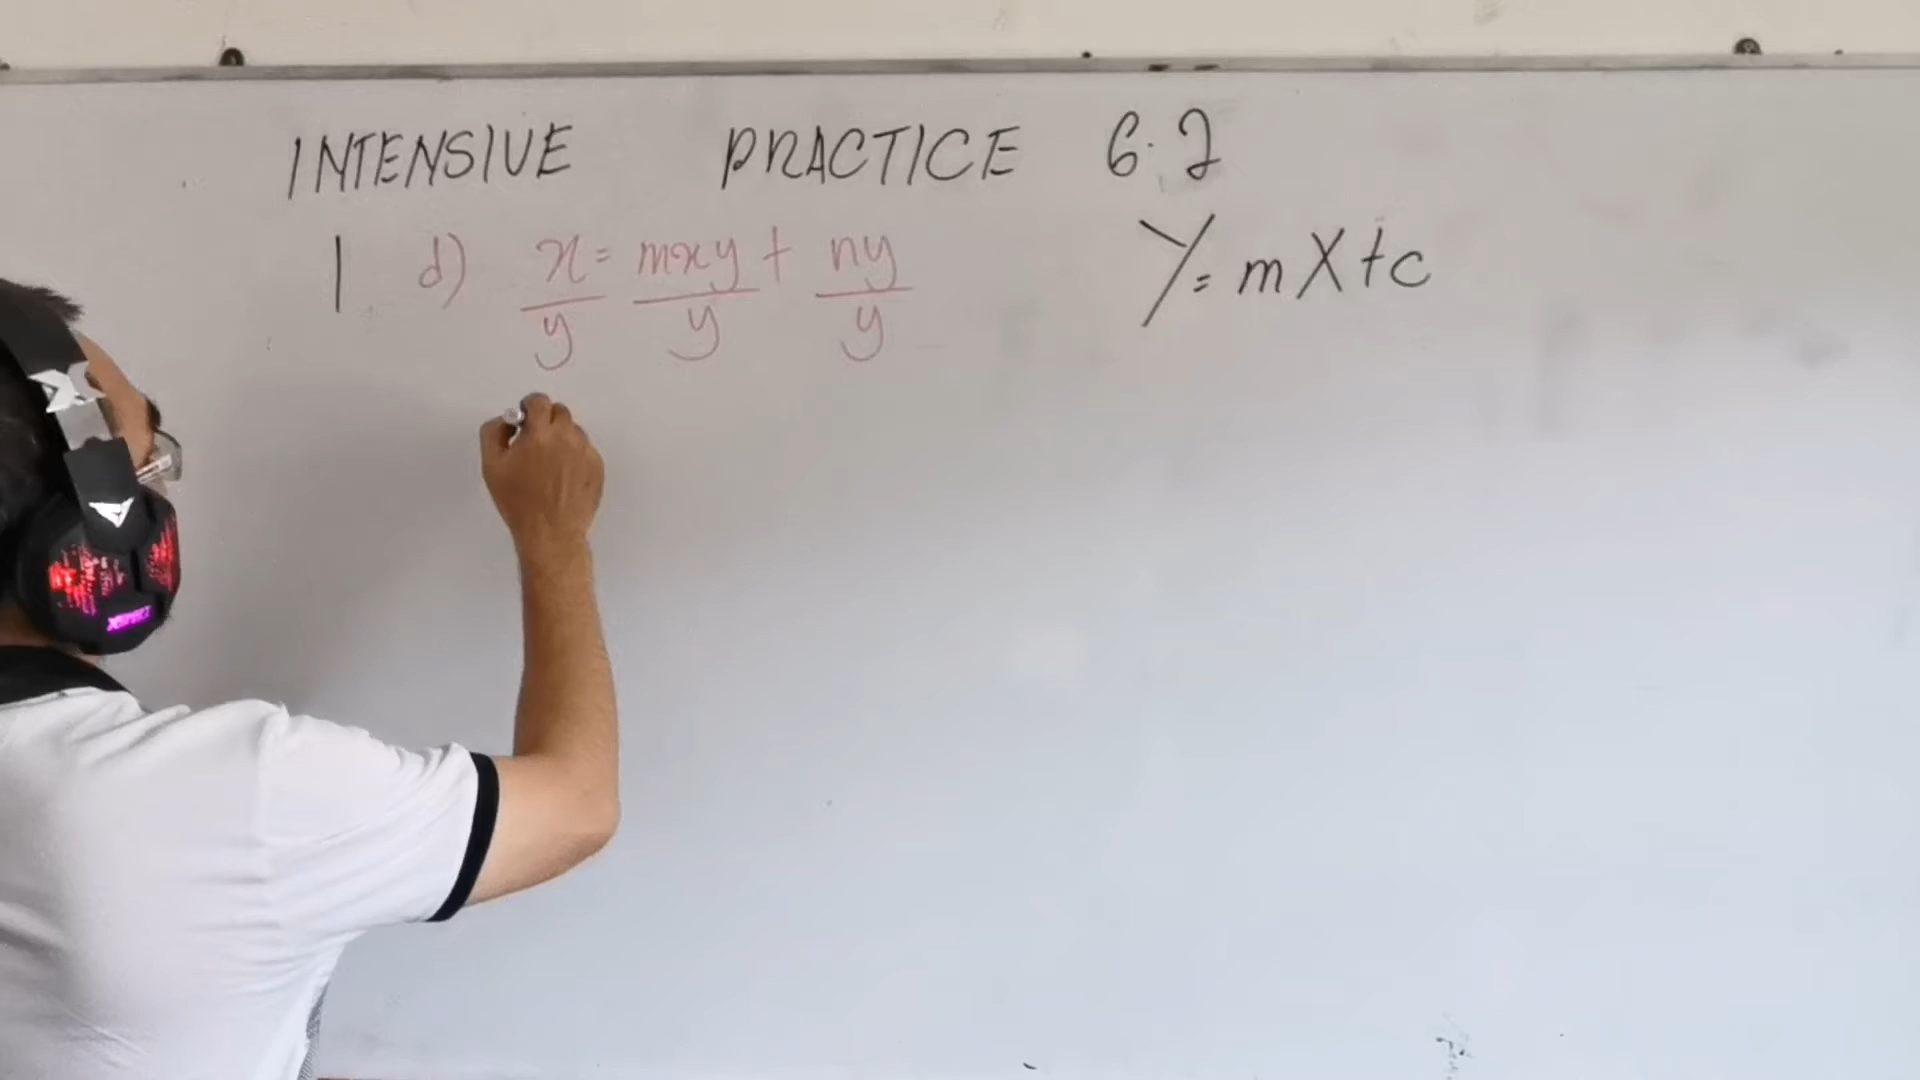 INTENSIVE PRACTICE 6.2
1 d) x/y = mxy/y + ny/y
Y = mX + c